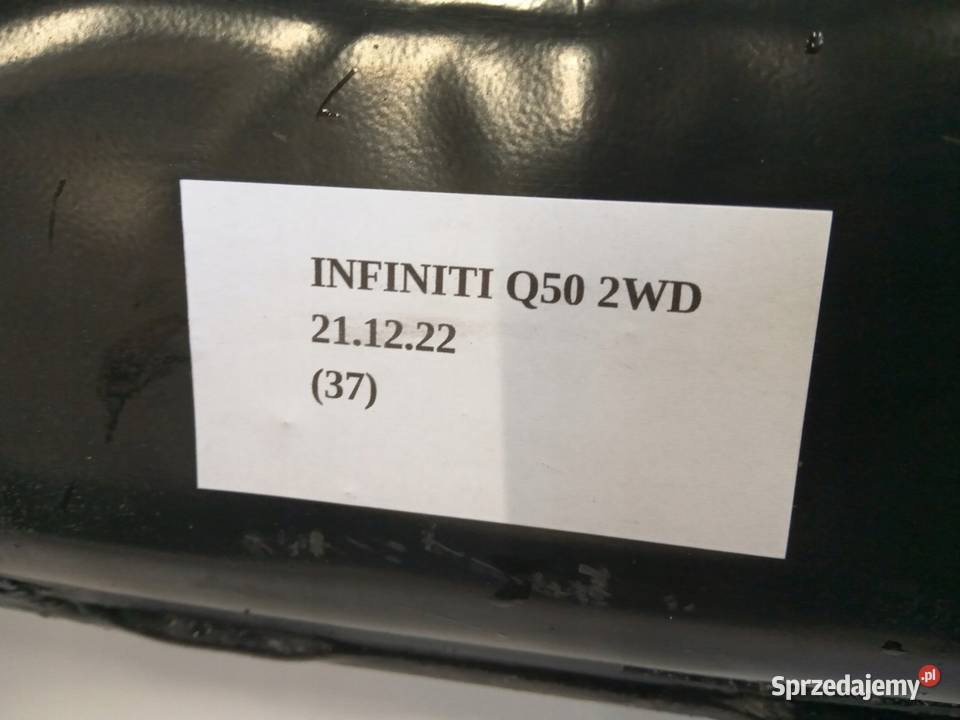 INFINITI Q50 2WD
21.12.22
(37)
Sprzedajemy.pl